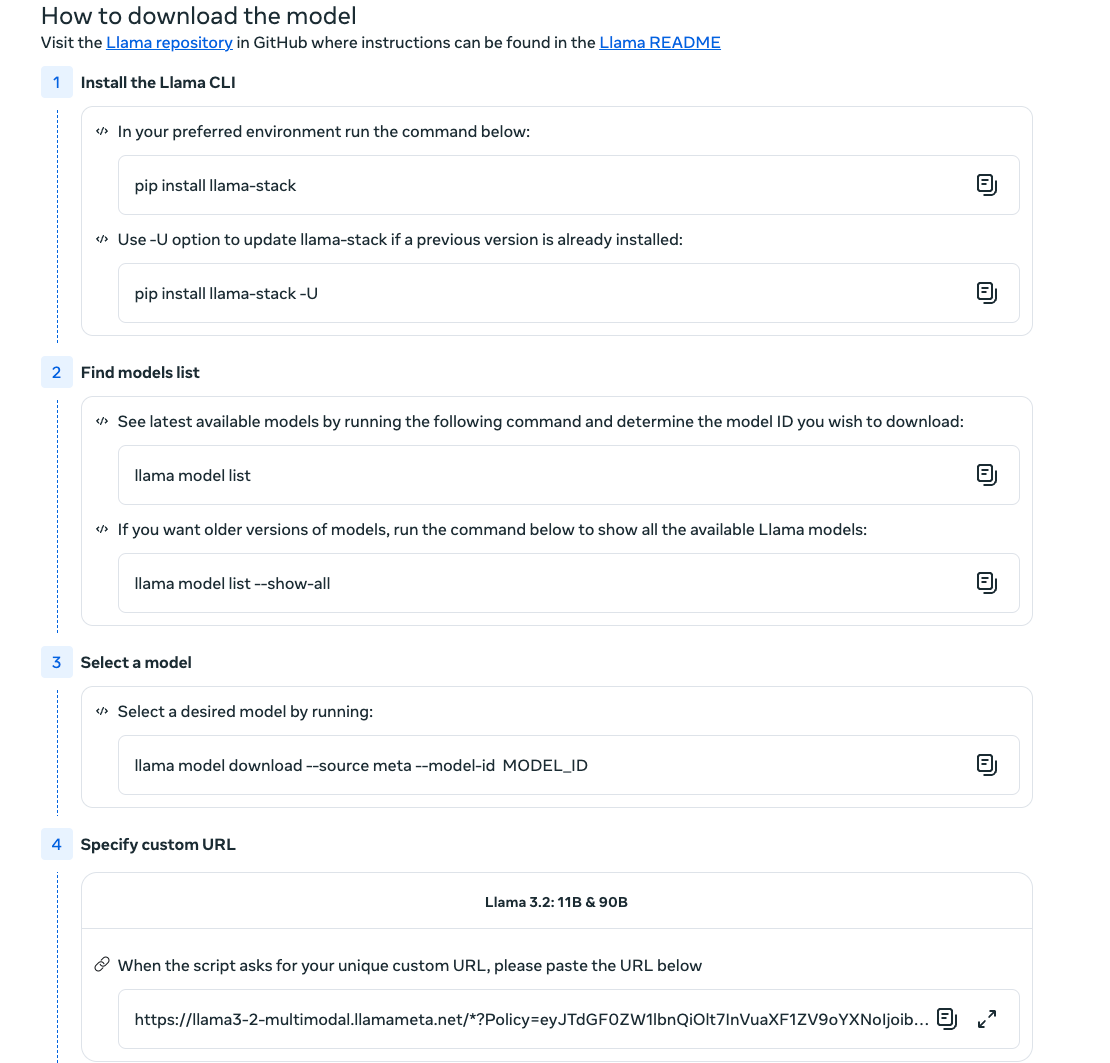 How to download the model
Visit the Llama repository in GitHub where instructions can be found in the Llama README
1 Install the Llama CLI
In your preferred environment run the command below:
pip install llama-stack
Use -U option to update llama-stack if a previous version is already installed:
pip install llama-stack -U
2 Find models list
See latest available models by running the following command and determine the model ID you wish to download:
llama model list
If you want older versions of models, run the command below to show all the available Llama models:
llama model list --show-all
3 Select a model
Select a desired model by running:
llama model download --source meta --model-id MODEL_ID
4 Specify custom URL
Llama 3.2: 11B & 90B
When the script asks for your unique custom URL, please paste the URL below
https://llama3-2-multimodal.llamameta.net/*?Policy=eyJTdGF0ZW1lbnQiOlt7InVuaXF1ZV9oYXNoIjoib...